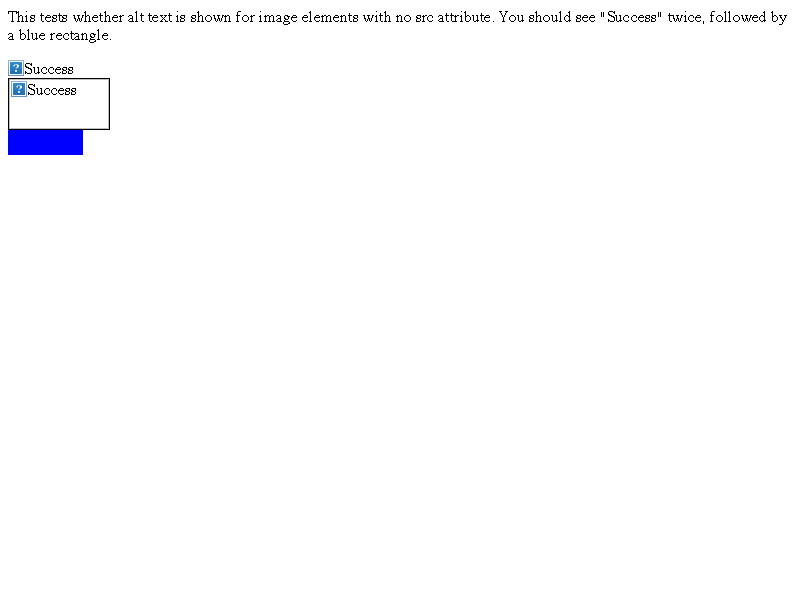 This tests whether alt text is shown for image elements with no src attribute. You should see "Success" twice, followed by
a blue rectangle.
Success
Success